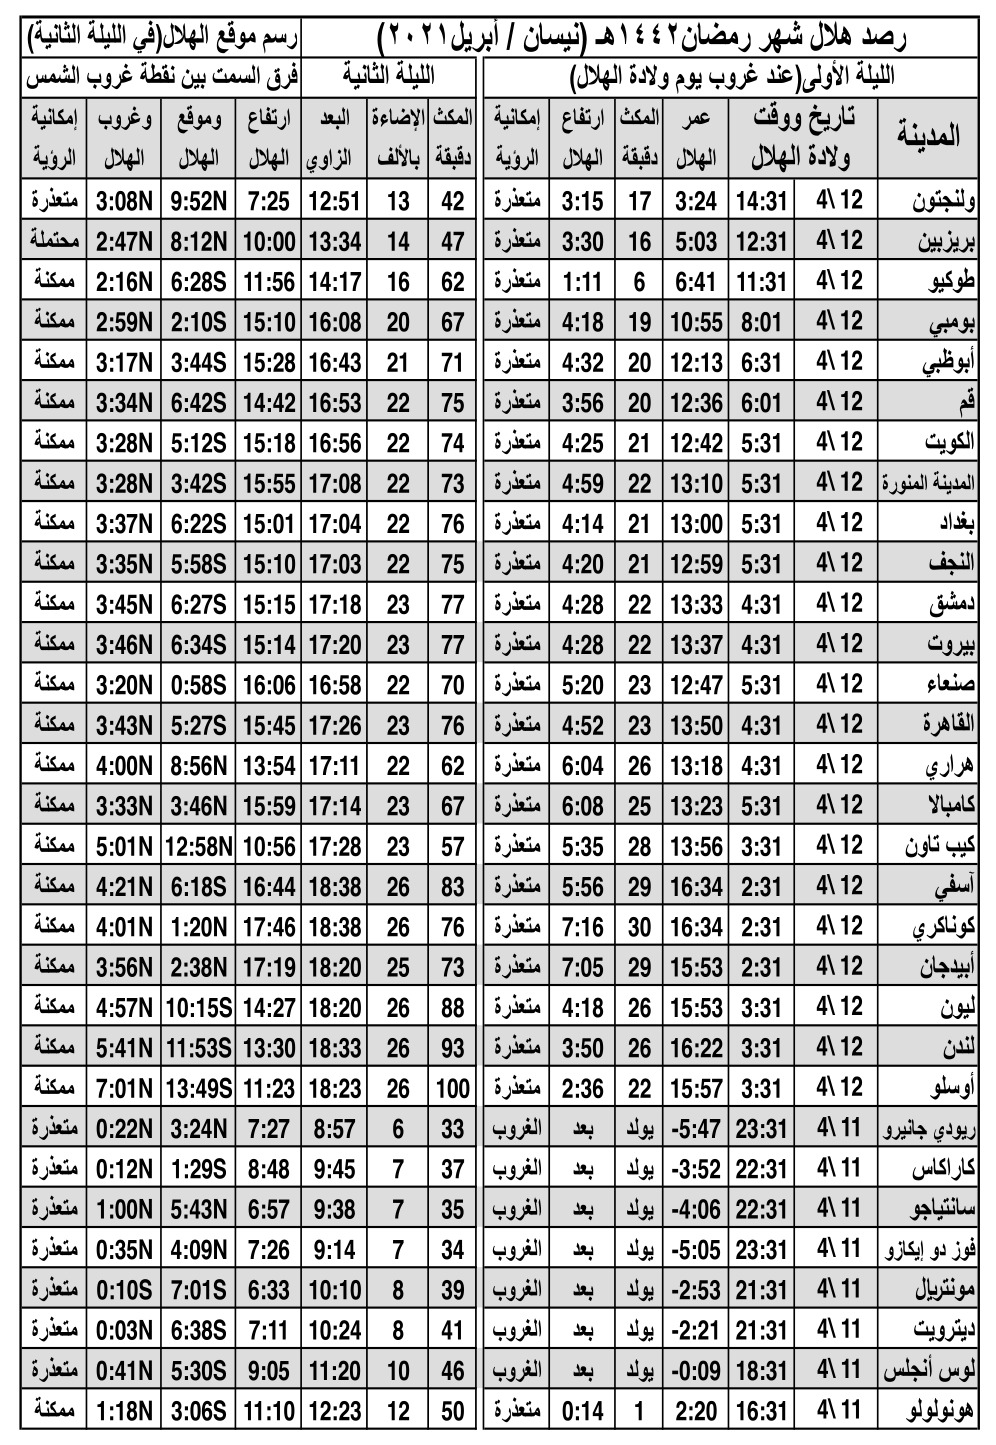 رصد هلال شهر رمضان١٤٤٢هـ (نيسان / أبريل٢٠٢١) رسم موقع الهلال(في الليلة الثانية)
الليلة الأولى(عند غروب يوم ولادة الهلال) الليلة الثانية فرق السمت بين نقطة غروب الشمس
المدينة تاريخ ووقت ولادة الهلال عمر الهلال المكث دقيقة ارتفاع الهلال إمكانية الرؤية المكث دقيقة الإضاءة بالألف البعد الزاوي ارتفاع الهلال وموقع الهلال وغروب الهلال إمكانية الرؤية
ولنجتون 12 \4 14:31 3:24 17 3:15 متعذرة 42 13 12:51 7:25 9:52N 3:08N متعذرة
بريزبين 12 \4 12:31 5:03 16 3:30 متعذرة 47 14 13:34 10:00 8:12N 2:47N محتملة
طوكيو 12 \4 11:31 6:41 6 1:11 متعذرة 62 16 14:17 11:56 6:28S 2:16N ممكنة
بومبي 12 \4 8:01 10:55 19 4:18 متعذرة 67 20 16:08 15:10 2:10S 2:59N ممكنة
أبوظبي 12 \4 6:31 12:13 20 4:32 متعذرة 71 21 16:43 15:28 3:44S 3:17N ممكنة
قم 12 \4 6:01 12:36 20 3:56 متعذرة 75 22 16:53 14:42 6:42S 3:34N ممكنة
الكويت 12 \4 5:31 12:42 21 4:25 متعذرة 74 22 16:56 15:18 5:12S 3:28N ممكنة
المدينة المنورة 12 \4 5:31 13:10 22 4:59 متعذرة 73 22 17:08 15:55 3:42S 3:28N ممكنة
بغداد 12 \4 5:31 13:00 21 4:14 متعذرة 76 22 17:04 15:01 6:22S 3:37N ممكنة
النجف 12 \4 5:31 12:59 21 4:20 متعذرة 75 22 17:03 15:10 5:58S 3:35N ممكنة
دمشق 12 \4 4:31 13:33 22 4:28 متعذرة 77 23 17:18 15:15 6:27S 3:45N ممكنة
بيروت 12 \4 4:31 13:37 22 4:28 متعذرة 77 23 17:20 15:14 6:34S 3:46N ممكنة
صنعاء 12 \4 5:31 12:47 23 5:20 متعذرة 70 22 16:58 16:06 0:58S 3:20N ممكنة
القاهرة 12 \4 4:31 13:50 23 4:52 متعذرة 76 23 17:26 15:45 5:27S 3:43N ممكنة
هراري 12 \4 4:31 13:18 26 6:04 متعذرة 62 22 17:11 13:54 8:56N 4:00N ممكنة
كامبالا 12 \4 5:31 13:23 25 6:08 متعذرة 67 23 17:14 15:59 3:46N 3:33N ممكنة
كيب تاون 12 \4 3:31 13:56 28 5:35 متعذرة 57 23 17:28 10:56 12:58N 5:01N ممكنة
آسفي 12 \4 2:31 16:34 29 5:56 متعذرة 83 26 18:38 16:44 6:18S 4:21N ممكنة
كوناكري 12 \4 2:31 16:34 30 7:16 متعذرة 76 26 18:38 17:46 1:20N 4:01N ممكنة
أبيدجان 12 \4 2:31 15:53 29 7:05 متعذرة 73 25 18:20 17:19 2:38N 3:56N ممكنة
ليون 12 \4 3:31 15:53 26 4:18 متعذرة 88 26 18:20 14:27 10:15S 4:57N ممكنة
لندن 12 \4 3:31 16:22 26 3:50 متعذرة 93 26 18:33 13:30 11:53S 5:41N ممكنة
أوسلو 12 \4 3:31 15:57 22 2:36 متعذرة 100 26 18:23 11:23 13:49S 7:01N ممكنة
ريودي جانيرو 11 \4 23:31 -5:47 يولد بعد الغروب 33 6 8:57 7:27 3:24N 0:22N متعذرة
كاراكاس 11 \4 22:31 -3:52 يولد بعد الغروب 37 7 9:45 8:48 1:29S 0:12N متعذرة
سانتياجو 11 \4 22:31 -4:06 يولد بعد الغروب 35 7 9:38 6:57 5:43N 1:00N متعذرة
فوز دو إيكازو 11 \4 23:31 -5:05 يولد بعد الغروب 34 7 9:14 7:26 4:09N 0:35N متعذرة
مونتريال 11 \4 21:31 -2:53 يولد بعد الغروب 39 8 10:10 6:33 7:01S 0:10S متعذرة
ديترويت 11 \4 21:31 -2:21 يولد بعد الغروب 41 8 10:24 7:11 6:38S 0:03N متعذرة
لوس أنجلس 11 \4 18:31 -0:09 يولد بعد الغروب 46 10 11:20 9:05 5:30S 0:41N متعذرة
هونولولو 11 \4 16:31 2:20 1 0:14 متعذرة 50 12 12:23 11:10 3:06S 1:18N ممكنة